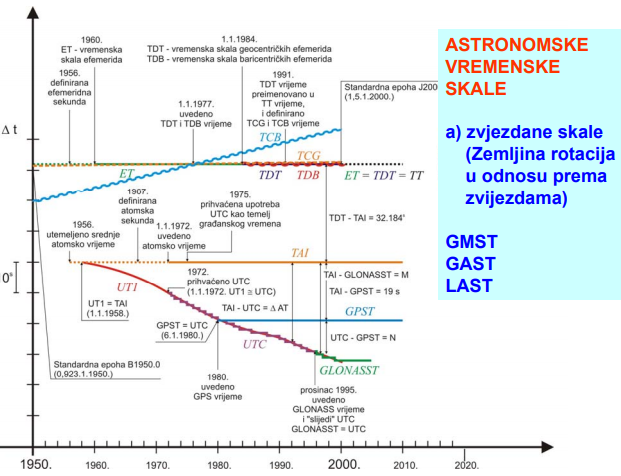 1960.
ET - vremenska
skala efemerida
1956.
definirana
efemeridna
sekunda
1.1.1984.
TDT - vremenska skala geocentričkih efemerida
TDB - vremenska skala baricentričkih efemerida
1.1.1977.
uvedeno
TDT i TDB vrijeme
1991.
TDT vrijeme
preimenovano u
TT vrijeme,
i definirano
TCG i TCB vrijeme
Standardna epoha J200
(1,5.1.2000.)
Δ t
TCB
TCG
ET
TDT
TDB
ET = TDT = TT
1956.
utemeljeno srednje
atomsko vrijeme
1907.
definirana
atomska
sekunda
1.1.1972.
uvedeno
atomsko vrijeme
1975.
prihvaćena upotreba
UTC kao temelj
građanskog vremena
TDT - TAI = 32.184ˢ
TAI
0ˢ
UT1
UT1 = TAI
(1.1.1958.)
1972.
prihvaćeno UTC
(1.1.1972. UT1 ≅ UTC)
TAI - UTC = Δ AT
TAI - GLONASST = M
TAI - GPST = 19 s
GPST
GPST = UTC
(6.1.1980.)
UTC
UTC - GPST = N
GLONASST
Standardna epoha B1950.0
(0,923.1.1950.)
1980.
uvedeno
GPS vrijeme
prosinac 1995.
uvedeno
GLONASS vrijeme
i "slijedi" UTC
GLONASST = UTC
1950. 1960. 1970. 1980. 1990. 2000. 2010. 2020.
ASTRONOMSKE
VREMENSKE
SKALE
a) zvjezdane skale
(Zemljina rotacija
u odnosu prema
zvijezdama)
GMST
GAST
LAST